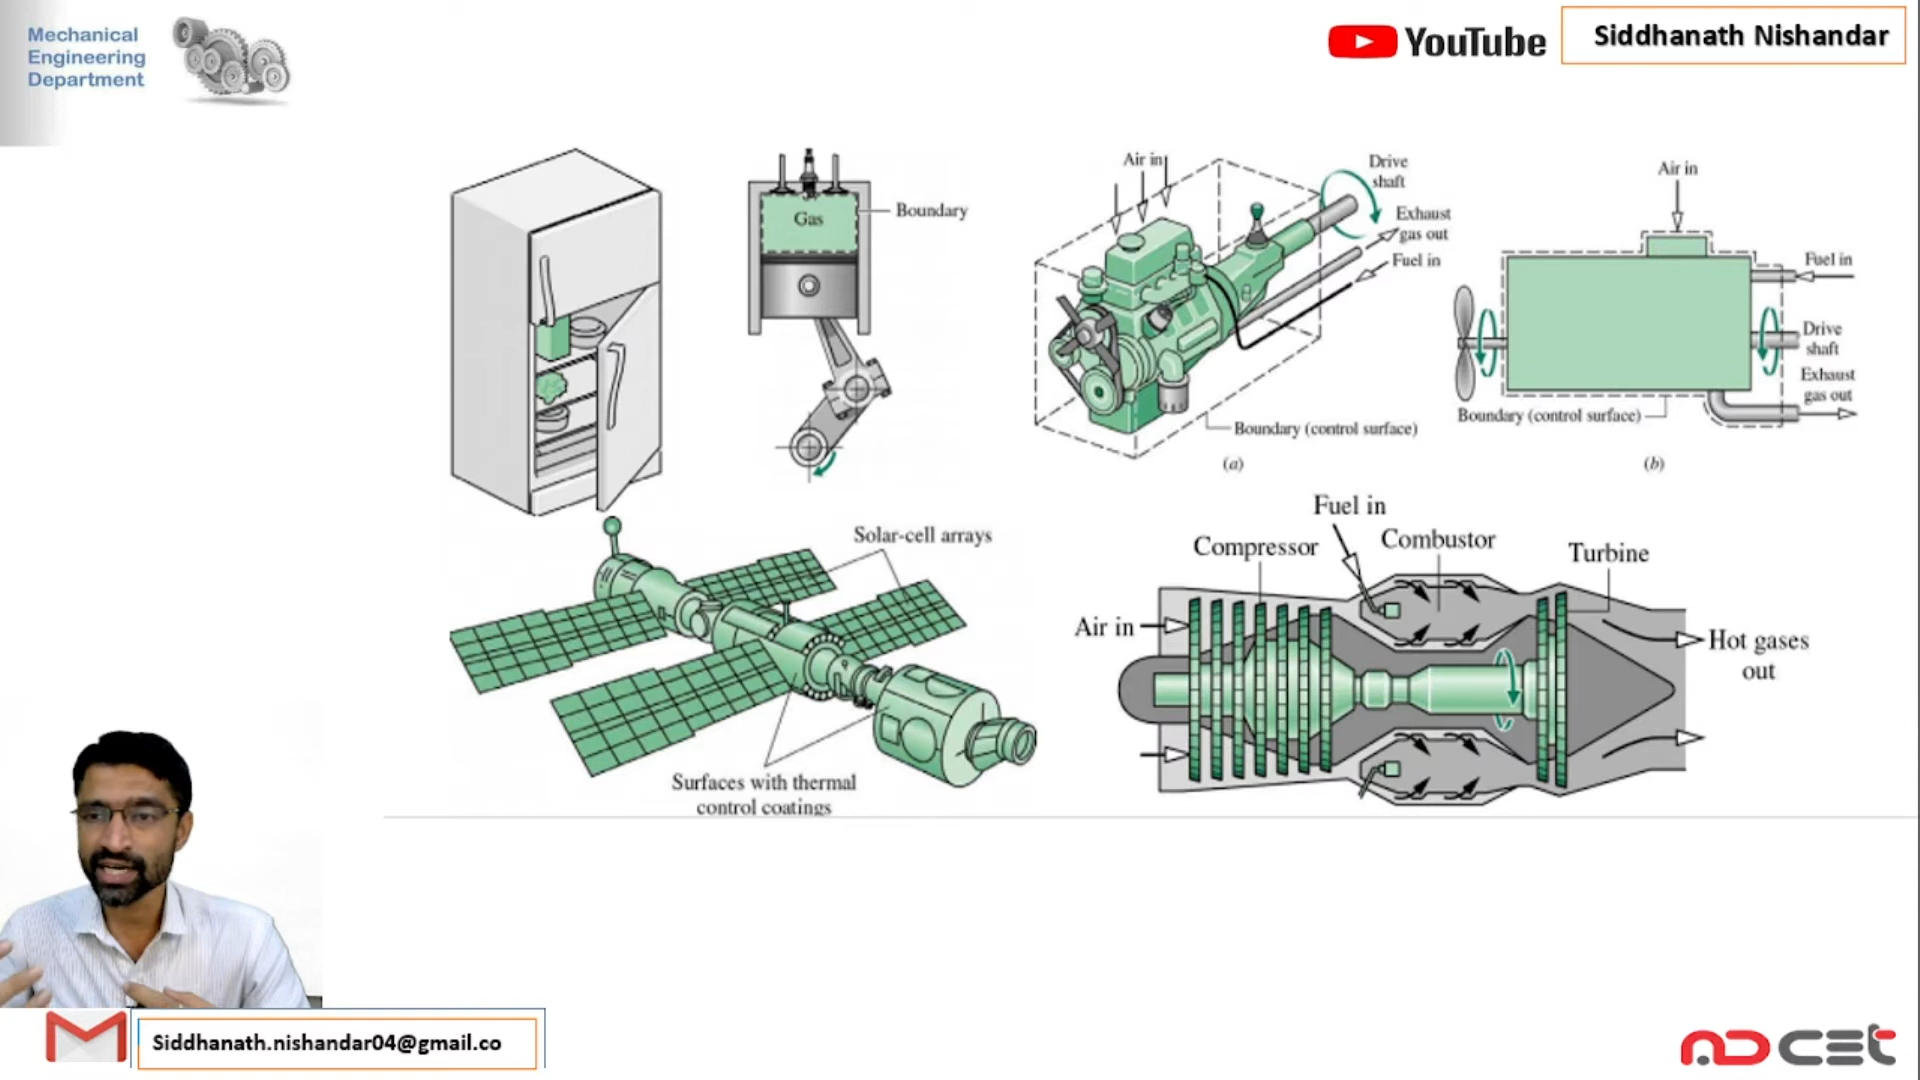 Mechanical
Engineering
Department
YouTube
Siddhanath Nishandar
Gas
Boundary
Air in
Drive
shaft
Exhaust
gas out
Fuel in
Boundary (control surface)
(a)
Air in
Fuel in
Drive
shaft
Exhaust
gas out
Boundary (control surface)
(b)
Solar-cell arrays
Surfaces with thermal
control coatings
Fuel in
Compressor
Combustor
Turbine
Air in
Hot gases
out
Siddhanath.nishandar04@gmail.co
ADCET